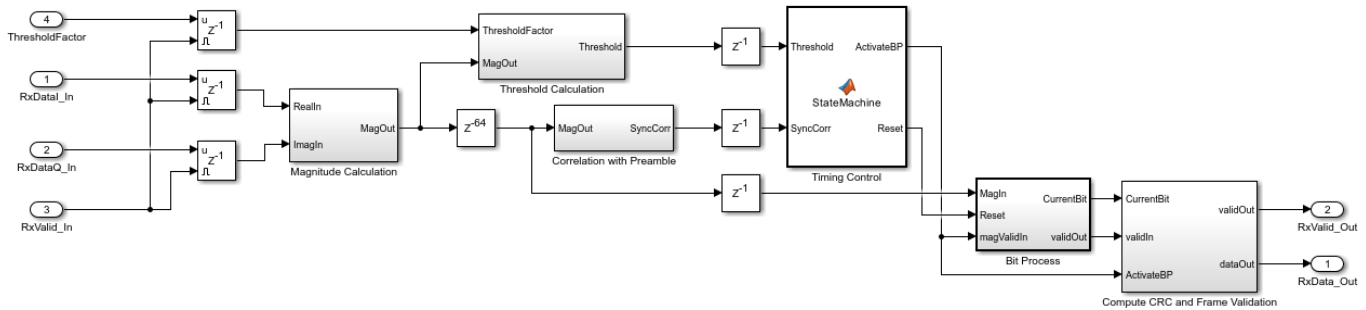 4
ThresholdFactor
u
Z-1
1
RxDataI_In
u
Z-1
2
RxDataQ_In
u
Z-1
3
RxValid_In
RealIn
ImagIn
MagOut
Magnitude Calculation
ThresholdFactor
MagOut
Threshold
Threshold Calculation
Z-64
MagOut
SyncCorr
Correlation with Preamble
Z-1
Z-1
Z-1
Threshold
SyncCorr
ActivateBP
StateMachine
Reset
Timing Control
MagIn
Reset
magValidIn
CurrentBit
validOut
Bit Process
CurrentBit
validIn
ActivateBP
validOut
dataOut
Compute CRC and Frame Validation
2
RxValid_Out
1
RxData_Out